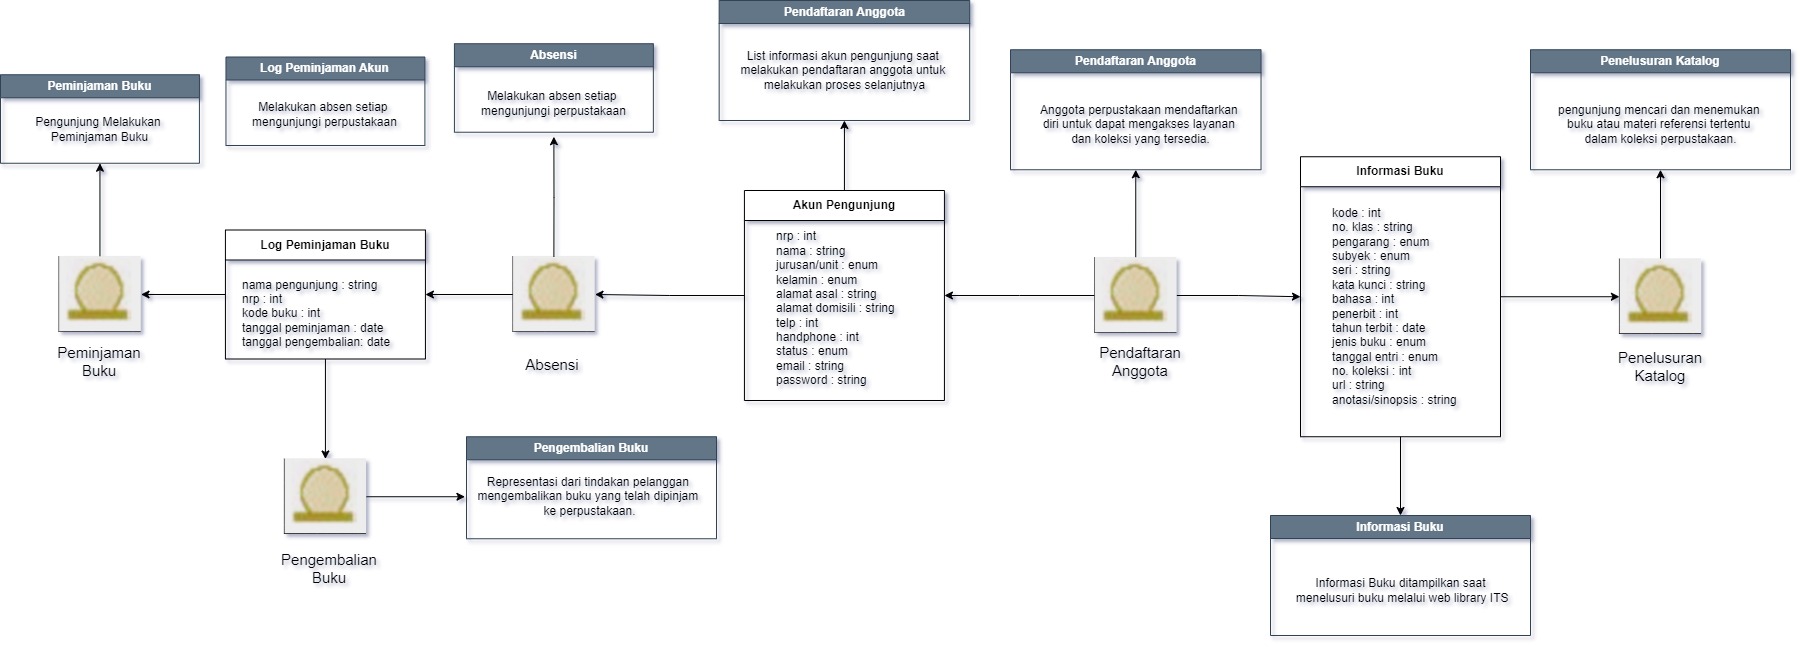 Peminjaman Buku
Pengunjung Melakukan
Peminjaman Buku
Log Peminjaman Akun
Melakukan absen setiap
mengunjungi perpustakaan
Absensi
Melakukan absen setiap
mengunjungi perpustakaan
Pendaftaran Anggota
List informasi akun pengunjung saat
melakukan pendaftaran anggota untuk
melakukan proses selanjutnya
Pendaftaran Anggota
Anggota perpustakaan mendaftarkan
diri untuk dapat mengakses layanan
dan koleksi yang tersedia.
Penelusuran Katalog
pengunjung mencari dan menemukan
buku atau materi referensi tertentu
dalam koleksi perpustakaan.
Peminjaman
Buku
Log Peminjaman Buku
nama pengunjung : string
nrp : int
kode buku : int
tanggal peminjaman : date
tanggal pengembalian: date
Absensi
Akun Pengunjung
nrp : int
nama : string
jurusan/unit : enum
kelamin : enum
alamat asal : string
alamat domisili : string
telp : int
handphone : int
status : enum
email : string
password : string
Pendaftaran
Anggota
Informasi Buku
kode : int
no. klas : string
pengarang : enum
subyek : enum
seri : string
kata kunci : string
bahasa : int
penerbit : int
tahun terbit : date
jenis buku : enum
tanggal entri : enum
no. koleksi : int
url : string
anotasi/sinopsis : string
Penelusuran
Katalog
Pengembalian
Buku
Pengembalian Buku
Representasi dari tindakan pelanggan
mengembalikan buku yang telah dipinjam
ke perpustakaan.
Informasi Buku
Informasi Buku ditampilkan saat
menelusuri buku melalui web library ITS